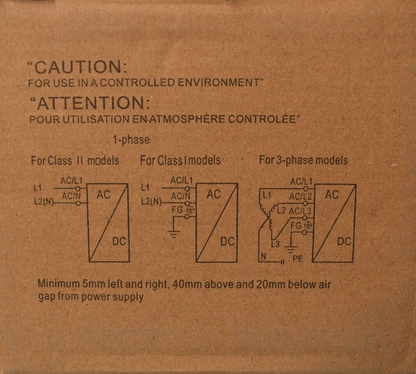 "CAUTION:
FOR USE IN A CONTROLLED ENVIRONMENT"
"ATTENTION:
POUR UTILISATION EN ATMOSPHÈRE CONTROLÉE"
1-phase
For Class II models For Class I models For 3-phase models
L1 AC/L1 AC
L2(N) AC/N
DC
L1 AC/L1 AC
L2(N) AC/N
FG
DC
L1 AC/L1 AC
L2 AC/L2
AC/L3
L3 FG
N PE DC
Minimum 5mm left and right, 40mm above and 20mm below air
gap from power supply